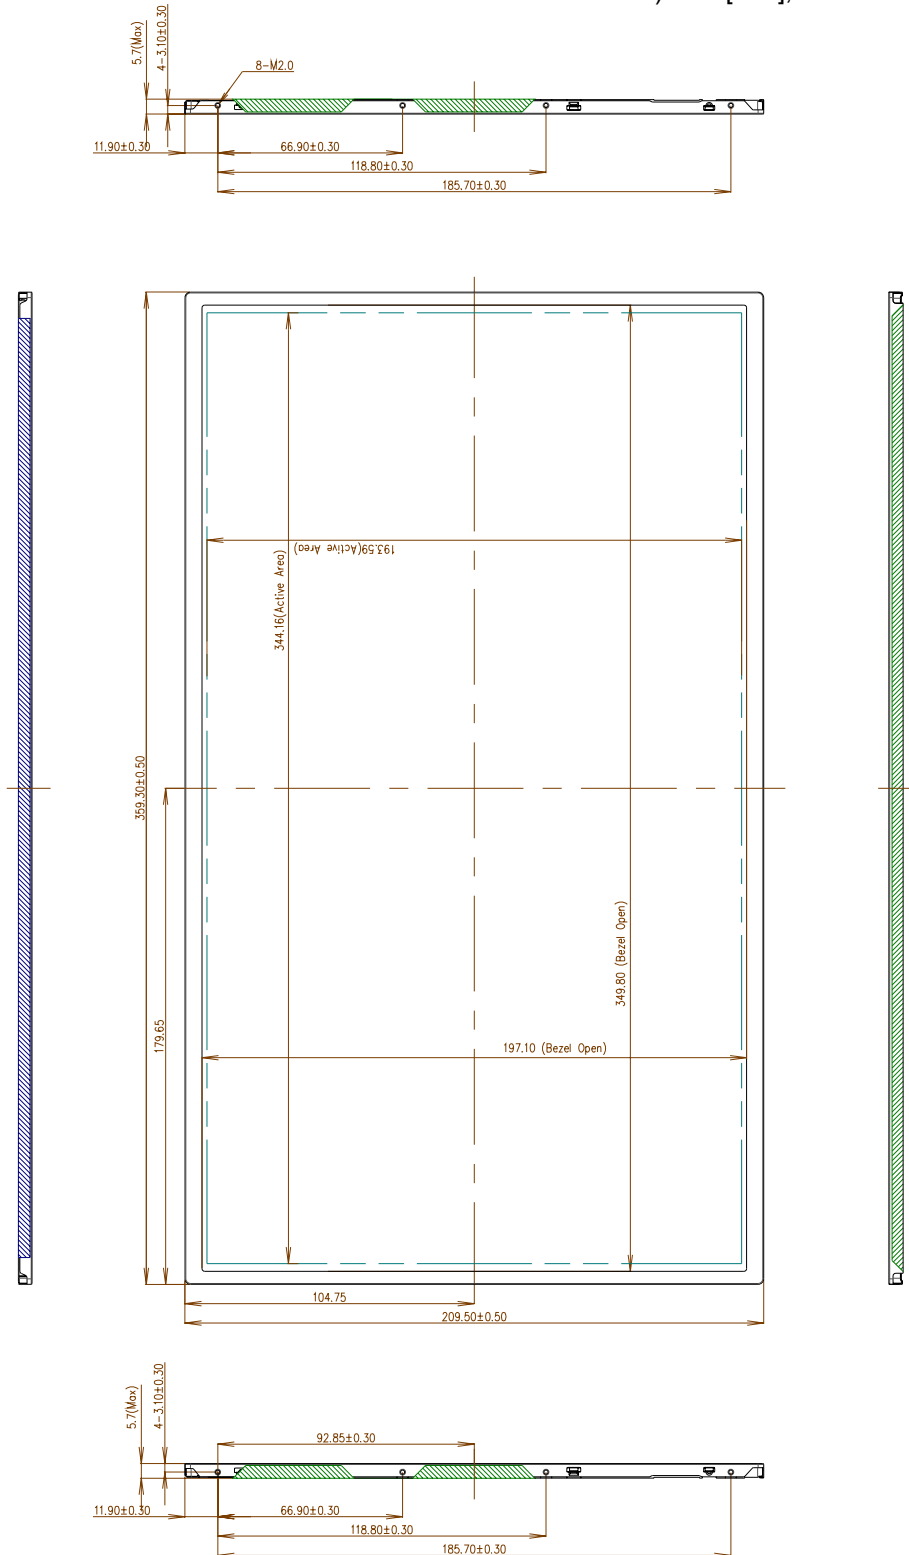 5.7(Max)
4-3.10±0.30
8-M2.0
11.90±0.30
66.90±0.30
118.80±0.30
185.70±0.30
193.59(Active Area)
344.16(Active Area)
359.30±0.50
179.65
349.80 (Bezel Open)
197.10 (Bezel Open)
104.75
209.50±0.50
5.7(Max)
4-3.10±0.30
92.85±0.30
11.90±0.30
66.90±0.30
118.80±0.30
185.70±0.30